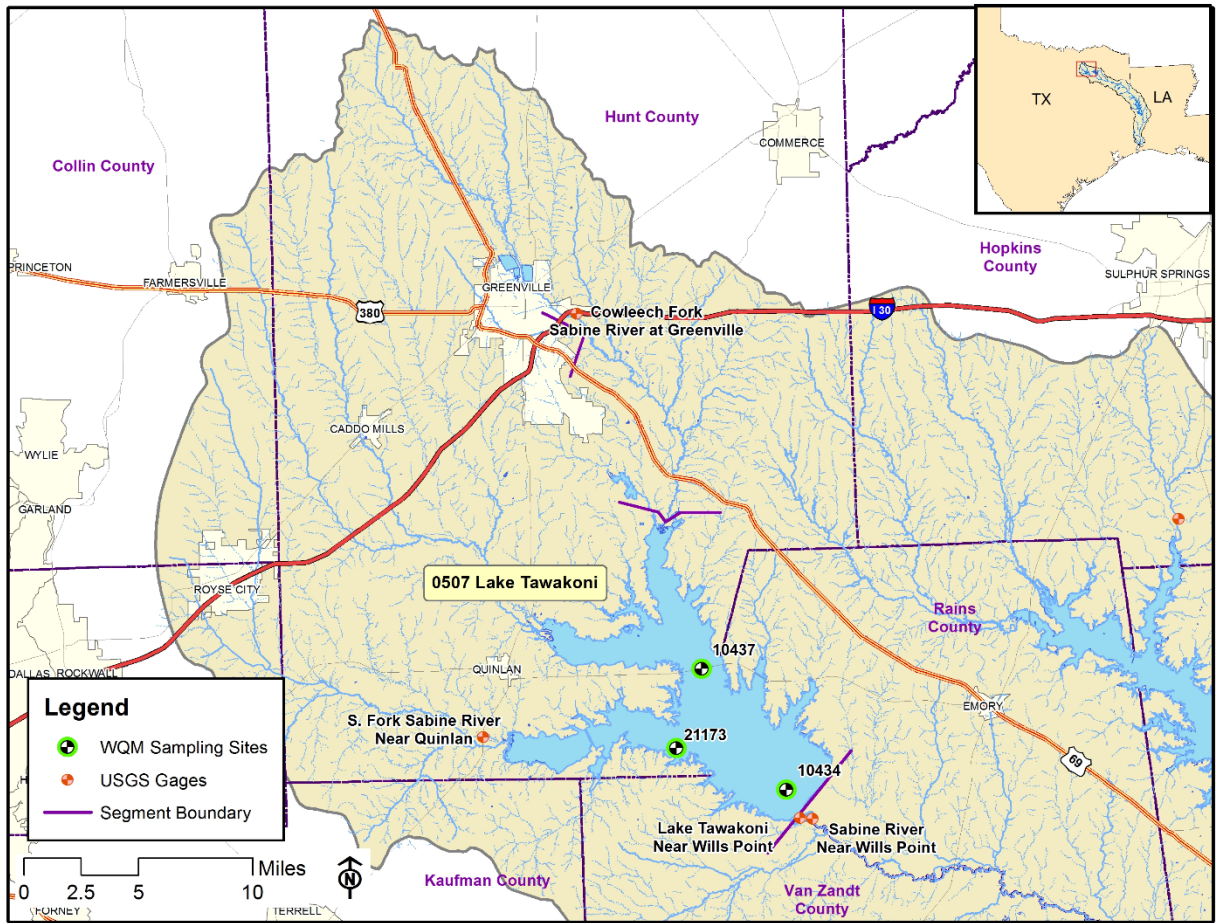 Hunt County
COMMERCE
TX
LA
Collin County
Hopkins
County
SULPHUR SPRINGS
PRINCETON
FARMERSVILLE
GREENVILLE
380
I 30
Cowleech Fork
Sabine River at Greenville
CADDO MILLS
WYLIE
GARLAND
ROYSE CITY
0507 Lake Tawakoni
Rains
County
10437
QUINLAN
DALLAS
ROCKWALL
EMORY
S. Fork Sabine River
Near Quinlan
21173
10434
69
Legend
WQM Sampling Sites
USGS Gages
Segment Boundary
Lake Tawakoni
Near Wills Point
Sabine River
Near Wills Point
0 2.5 5 10 Miles
N
Kaufman County
Van Zandt
County
FORNEY
TERRELL